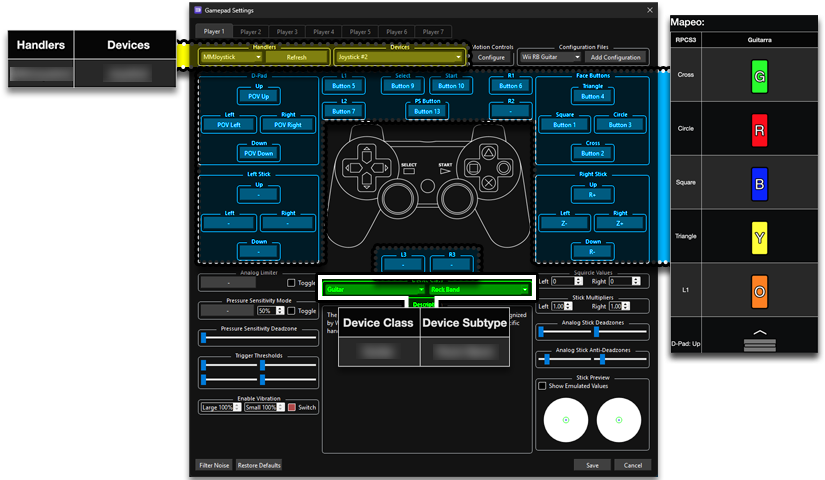 Gamepad Settings
Player 1 Player 2 Player 3 Player 4 Player 5 Player 6 Player 7
Handlers Devices
Handlers Devices Motion Controls Configuration Files
MMJoystick Refresh Joystick #2 Configure Wii RB Guitar Add Configuration
D-Pad
Up
POV Up
Left Right
POV Left POV Right
Down
POV Down
Left Stick
Up
-
Left Right
- -
Down
-
L1 Select Start R1
Button 5 Button 9 Button 10 Button 6
L2 PS Button R2
Button 7 Button 13 -
SELECT START
L3 R3
- -
Face Buttons
Triangle
Button 4
Square Circle
Button 1 Button 3
Cross
Button 2
Right Stick
Up
R+
Left Right
Z- Z+
Down
R-
Analog Limiter
- Toggle
Pressure Sensitivity Mode
- 50% Toggle
Pressure Sensitivity Deadzone
Trigger Thresholds
Enable Vibration
Large 100% Small 100% Switch
Guitar Rock Band
Descript
The
by W
han
Device Class Device Subtype
ognized
cific
Squircle Values
Left 0 Right 0
Stick Multipliers
Left 1.00 Right 1.00
Analog Stick Deadzones
Analog Stick Anti-Deadzones
Stick Preview
Show Emulated Values
Filter Noise Restore Defaults Save Cancel
Mapeo:
RPCS3 Guitarra
Cross G
Circle R
Square B
Triangle Y
L1 O
D-Pad: Up